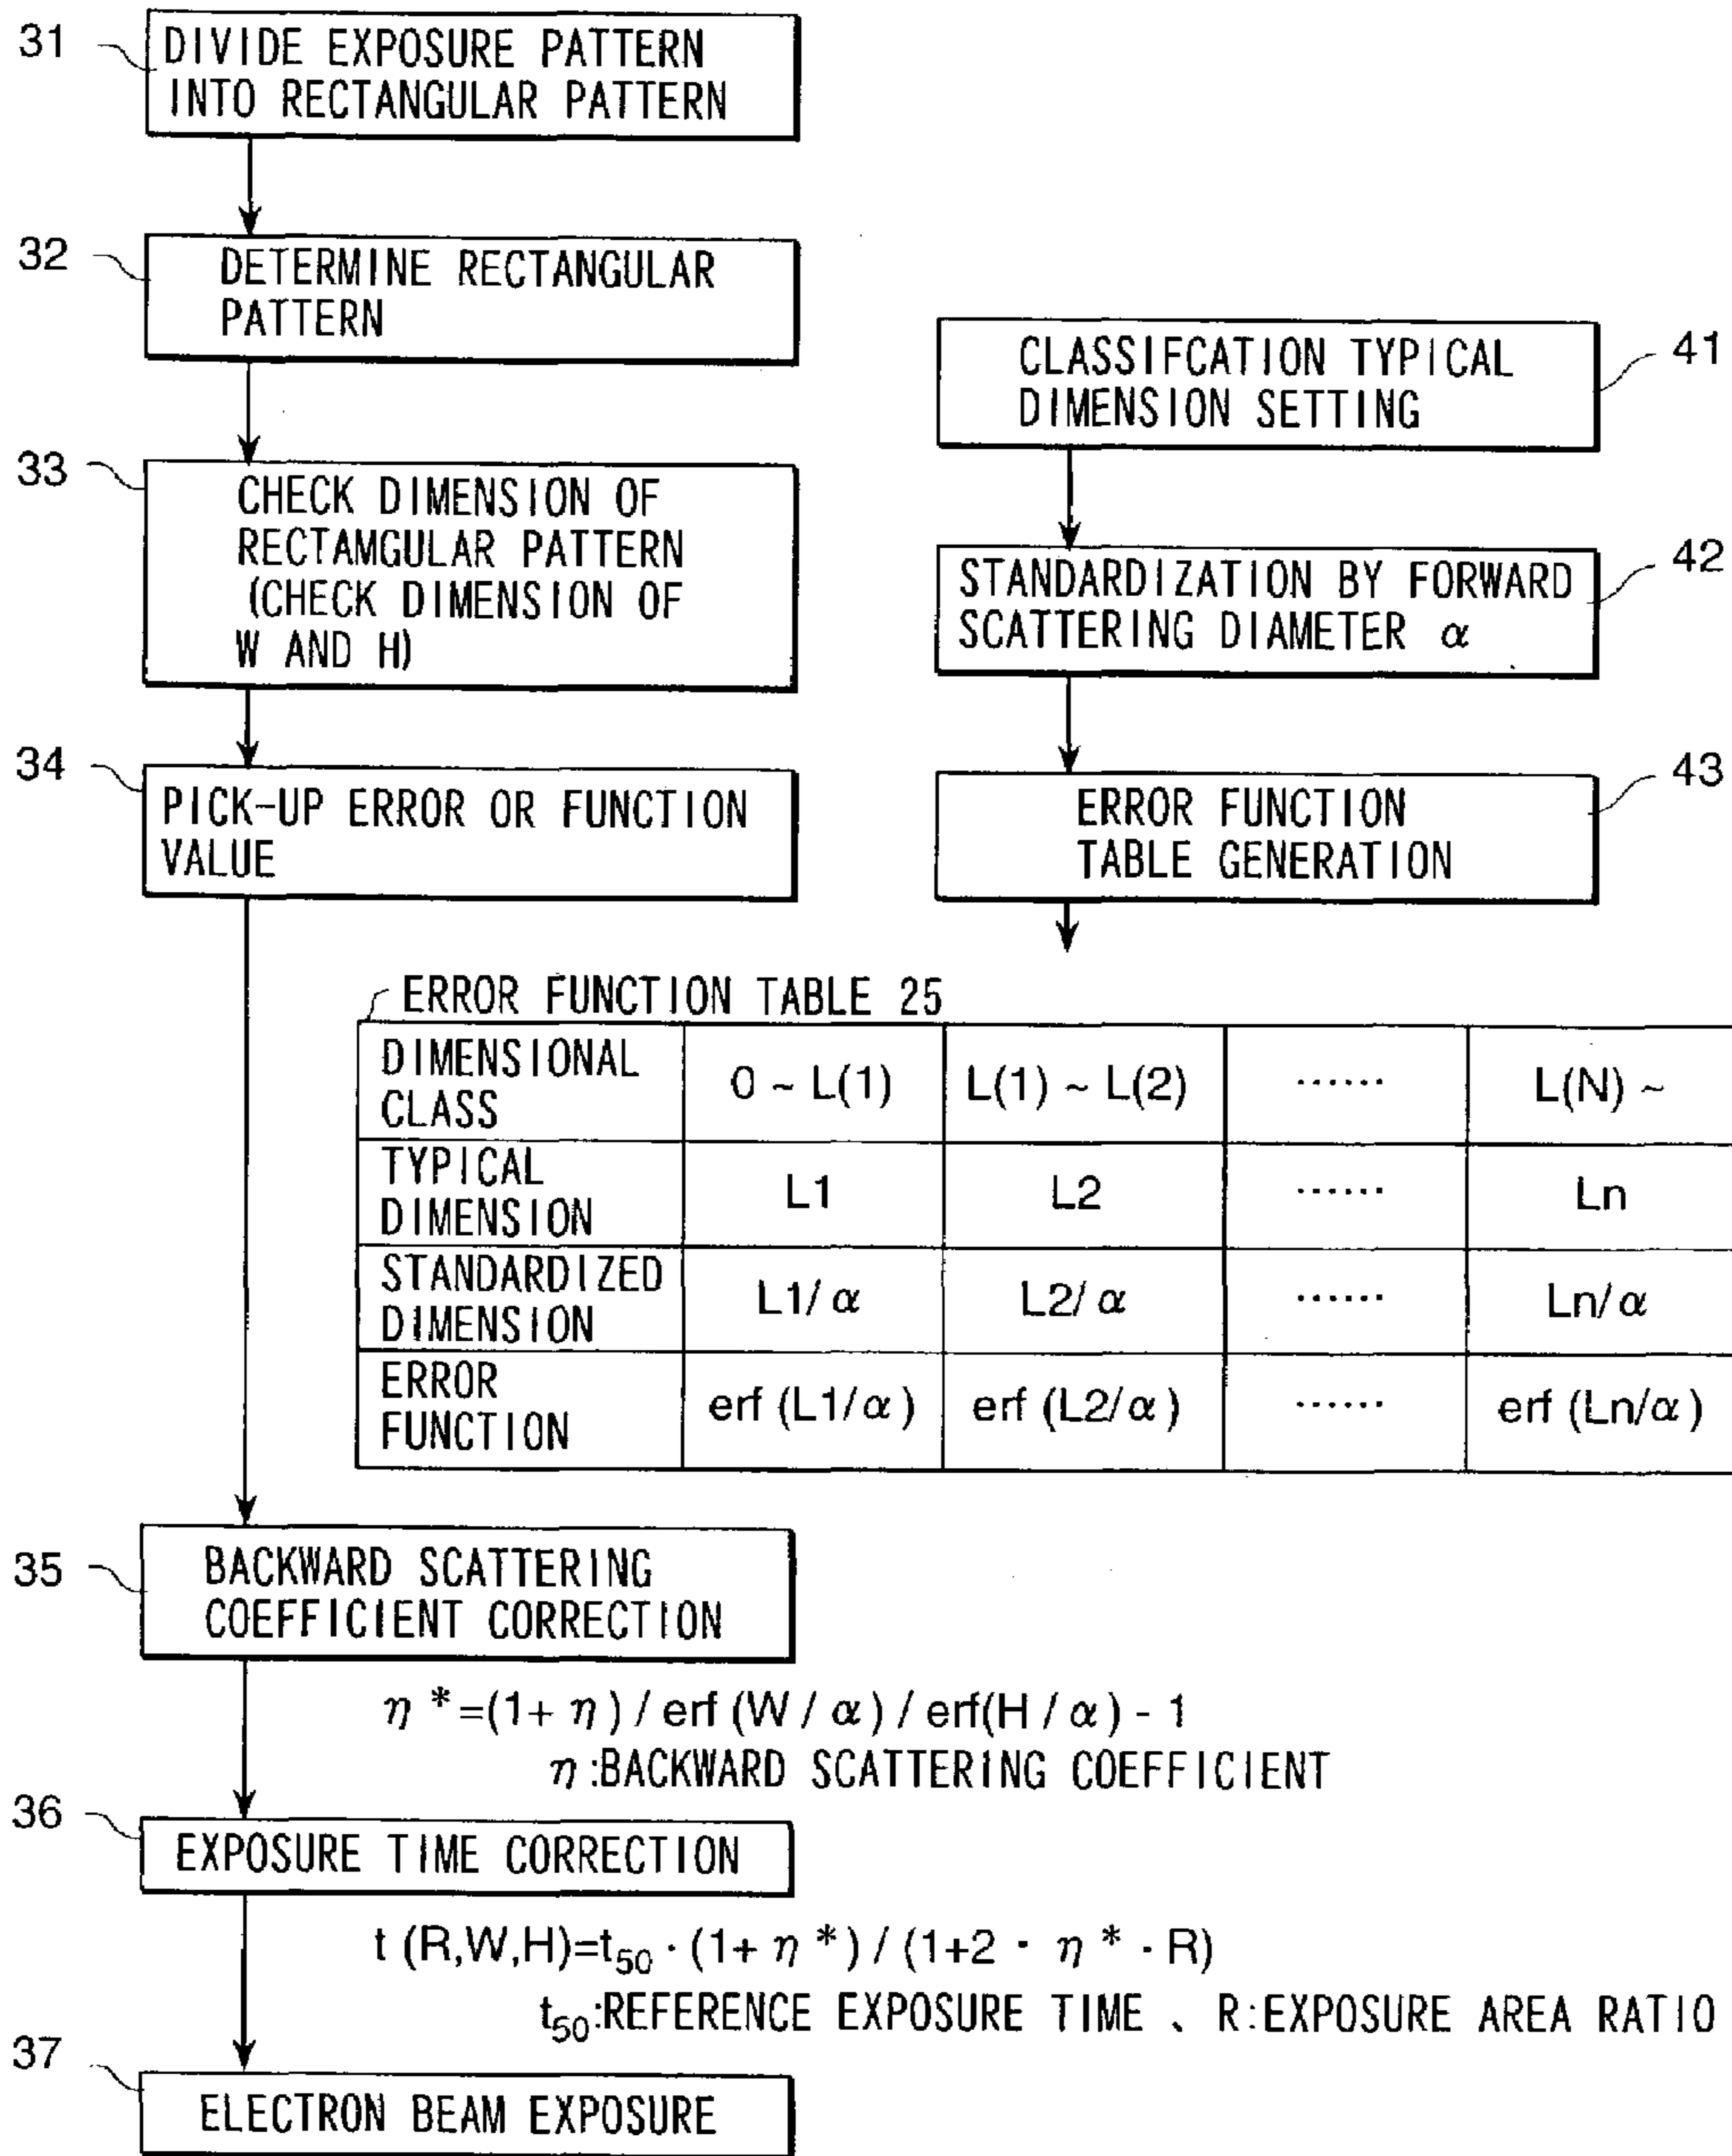 31
DIVIDE EXPOSURE PATTERN
INTO RECTANGULAR PATTERN
32
DETERMINE RECTANGULAR
PATTERN
33
CHECK DIMENSION OF
RECTAMGULAR PATTERN
(CHECK DIMENSION OF
W AND H)
34
PICK-UP ERROR OR FUNCTION
VALUE
41
CLASSIFCATION TYPICAL
DIMENSION SETTING
42
STANDARDIZATION BY FORWARD
SCATTERING DIAMETER α
43
ERROR FUNCTION
TABLE GENERATION
ERROR FUNCTION TABLE 25
DIMENSIONAL CLASS 0 ~ L(1) L(1) ~ L(2) ...... L(N) ~
TYPICAL DIMENSION L1 L2 ...... Ln
STANDARDIZED DIMENSION L1/α L2/α ...... Ln/α
ERROR FUNCTION erf (L1/α) erf (L2/α) ...... erf (Ln/α)
35
BACKWARD SCATTERING
COEFFICIENT CORRECTION
η *=(1+ η ) / erf (W / α) / erf(H / α) - 1
η :BACKWARD SCATTERING COEFFICIENT
36
EXPOSURE TIME CORRECTION
t (R,W,H)=t50 · (1+ η *) / (1+2 · η * · R)
t50:REFERENCE EXPOSURE TIME 、 R:EXPOSURE AREA RATIO
37
ELECTRON BEAM EXPOSURE